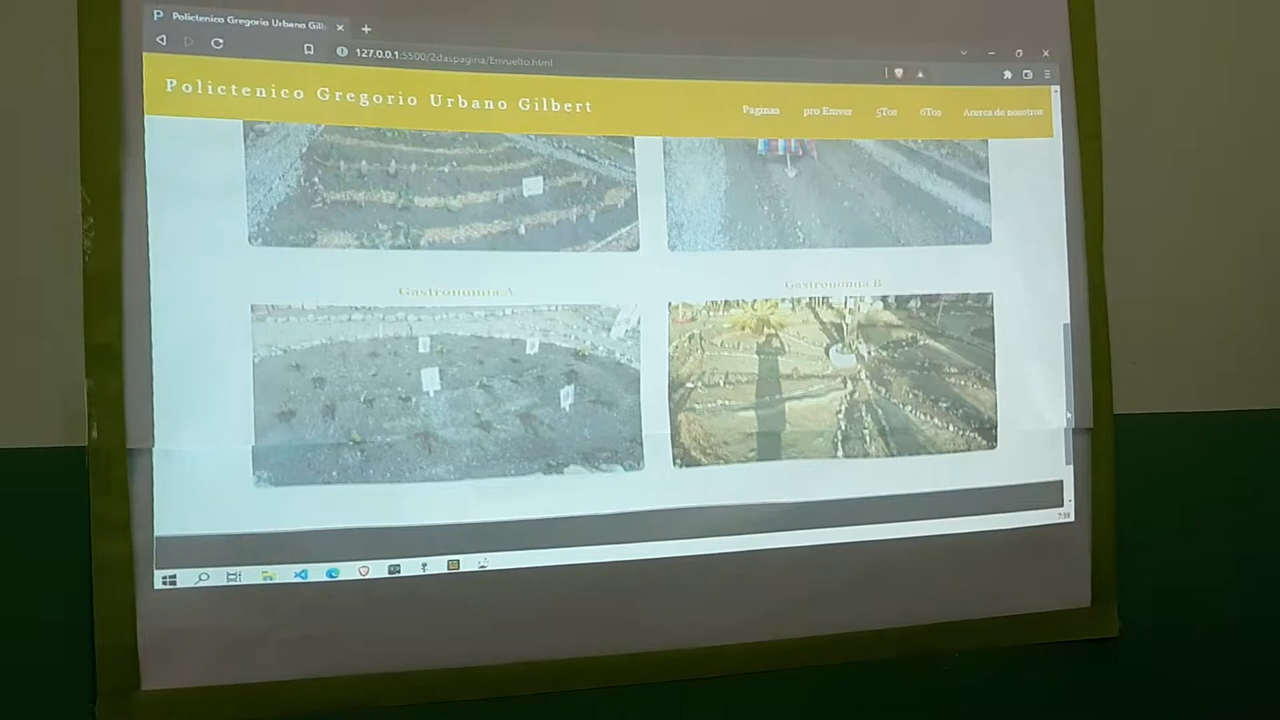 Polictenico Gregorio Urbano Gilb
127.0.0.1:5500/2daspagina/Envuelto.html
Polictenico Gregorio Urbano Gilbert
Paginas pro Emver 5Tos 6Tos Acerca de nosotros
Gastronomia A Gastronomia B